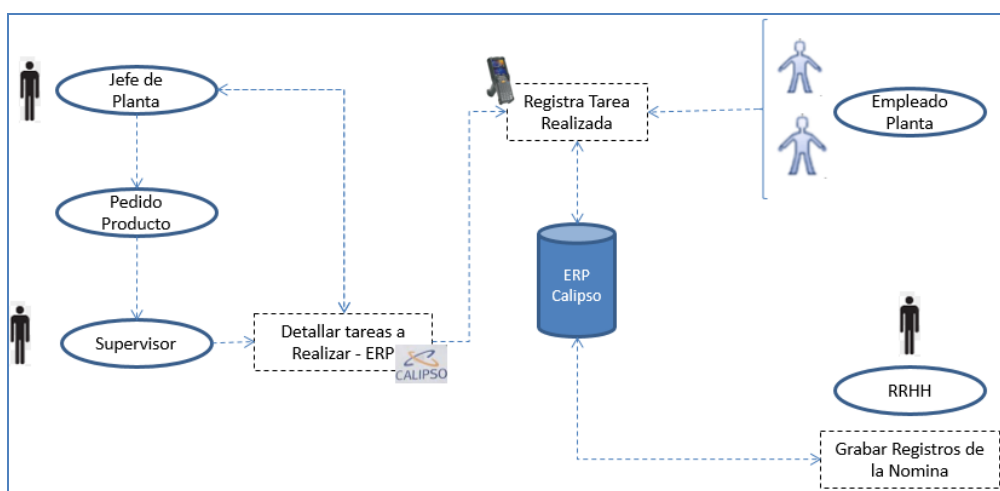 Jefe de
Planta
Registra Tarea
Realizada
Empleado
Planta
Pedido
Producto
ERP
Calipso
Supervisor
Detallar tareas a
Realizar - ERP
CALIPSO
RRHH
Grabar Registros de
la Nomina